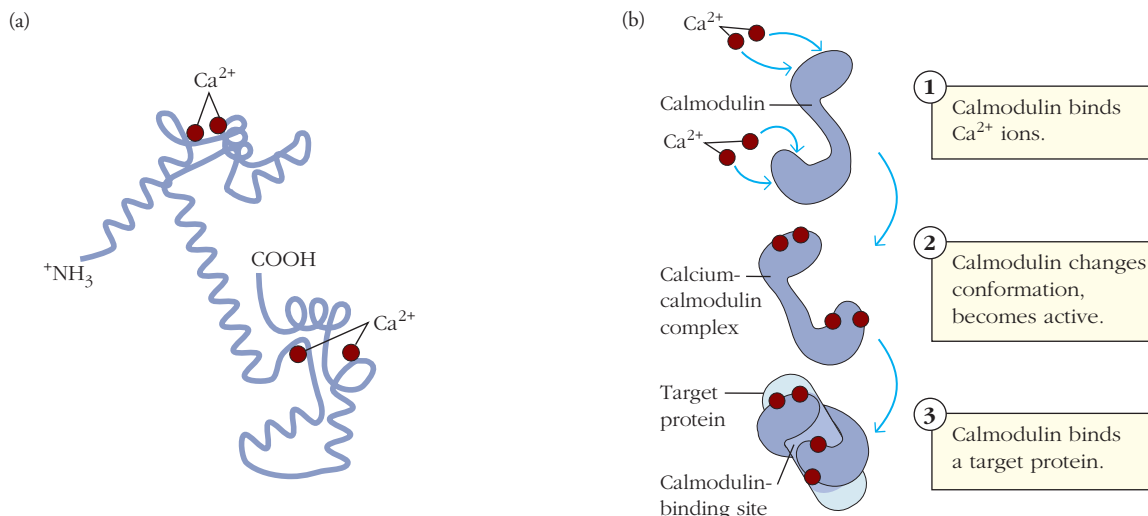 (a)
Ca²⁺
⁺NH₃
COOH
Ca²⁺
(b)
Ca²⁺
Calmodulin
Ca²⁺
1
Calmodulin binds
Ca²⁺ ions.
Calcium-
calmodulin
complex
2
Calmodulin changes
conformation,
becomes active.
Target
protein
Calmodulin-
binding site
3
Calmodulin binds
a target protein.